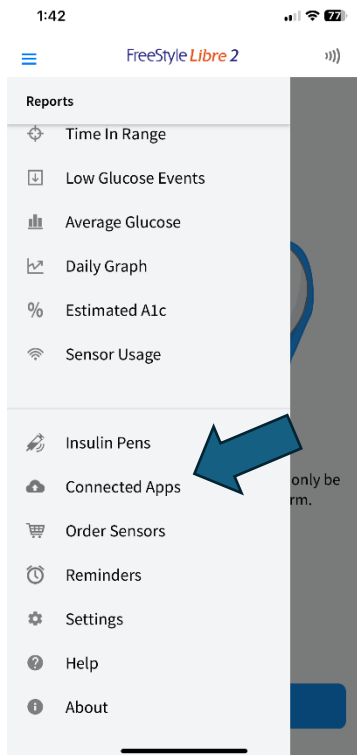 1:42
77
FreeStyle Libre 2
Reports
Time In Range
Low Glucose Events
Average Glucose
Daily Graph
% Estimated A1c
Sensor Usage
Insulin Pens
Connected Apps
only be
rm.
Order Sensors
Reminders
Settings
Help
About